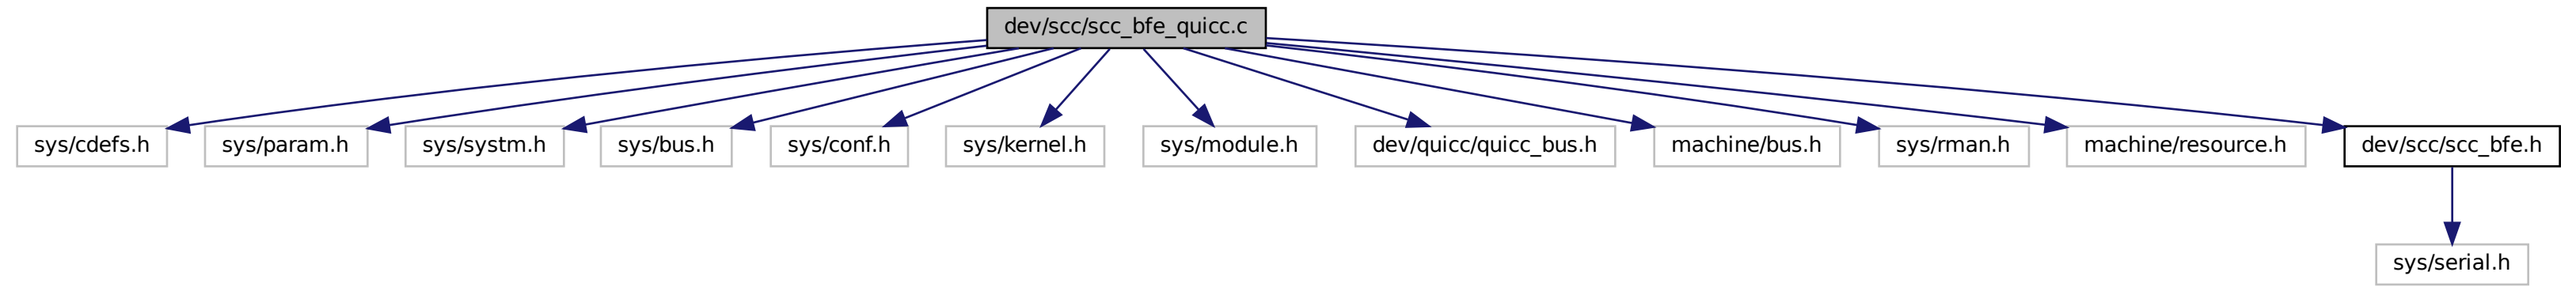 dev/scc/scc_bfe_quicc.c
sys/cdefs.h
sys/param.h
sys/systm.h
sys/bus.h
sys/conf.h
sys/kernel.h
sys/module.h
dev/quicc/quicc_bus.h
machine/bus.h
sys/rman.h
machine/resource.h
dev/scc/scc_bfe.h
sys/serial.h